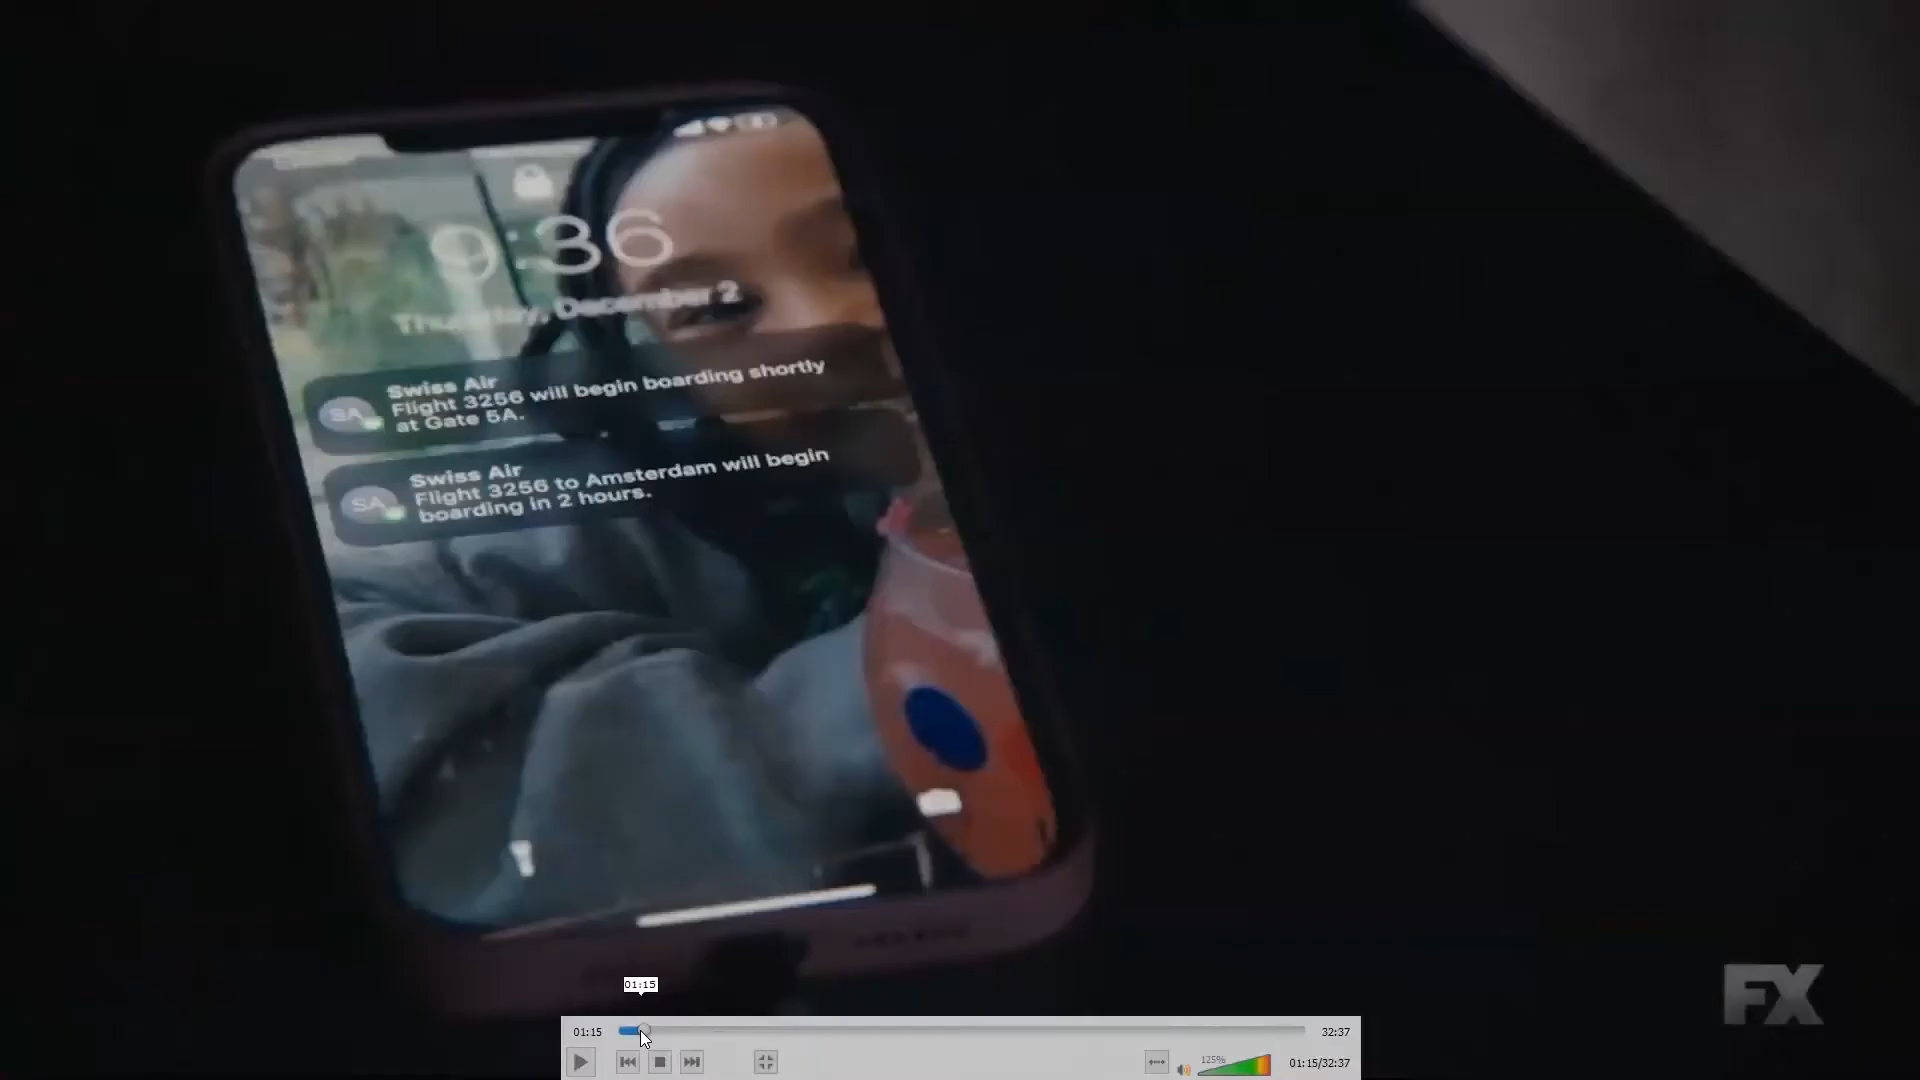 9:36
Thursday, December 2
Swiss Air
SA
Flight 3256 will begin boarding shortly
at Gate 5A.
Swiss Air
SA
Flight 3256 to Amsterdam will begin
boarding in 2 hours.
FX
01:15
01:15
32:37
125%
01:15/32:37